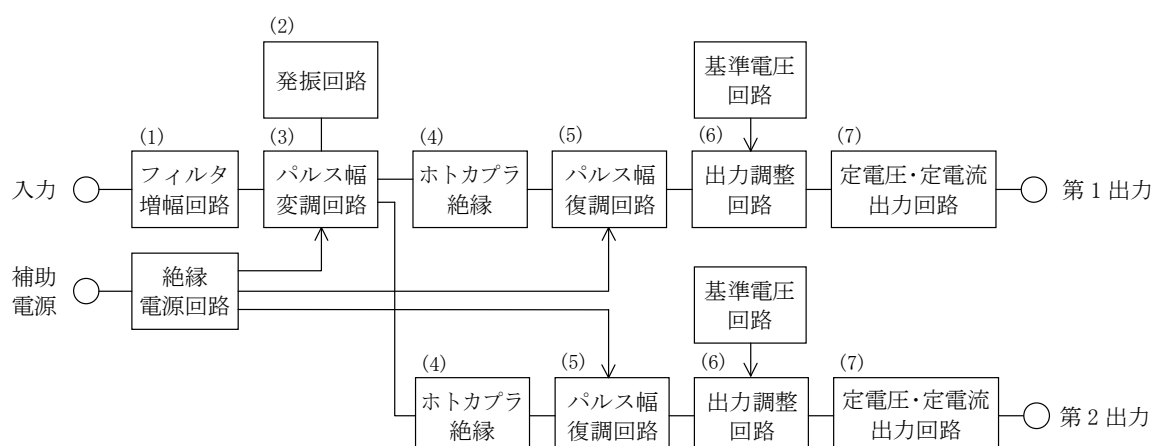 (2)
発振回路
基準電圧
回路
(1)
フィルタ
増幅回路
(3)
パルス幅
変調回路
(4)
ホトカプラ
絶縁
(5)
パルス幅
復調回路
(6)
出力調整
回路
(7)
定電圧・定電流
出力回路
入力
第1出力
補助
電源
絶縁
電源回路
基準電圧
回路
(4)
ホトカプラ
絶縁
(5)
パルス幅
復調回路
(6)
出力調整
回路
(7)
定電圧・定電流
出力回路
第2出力